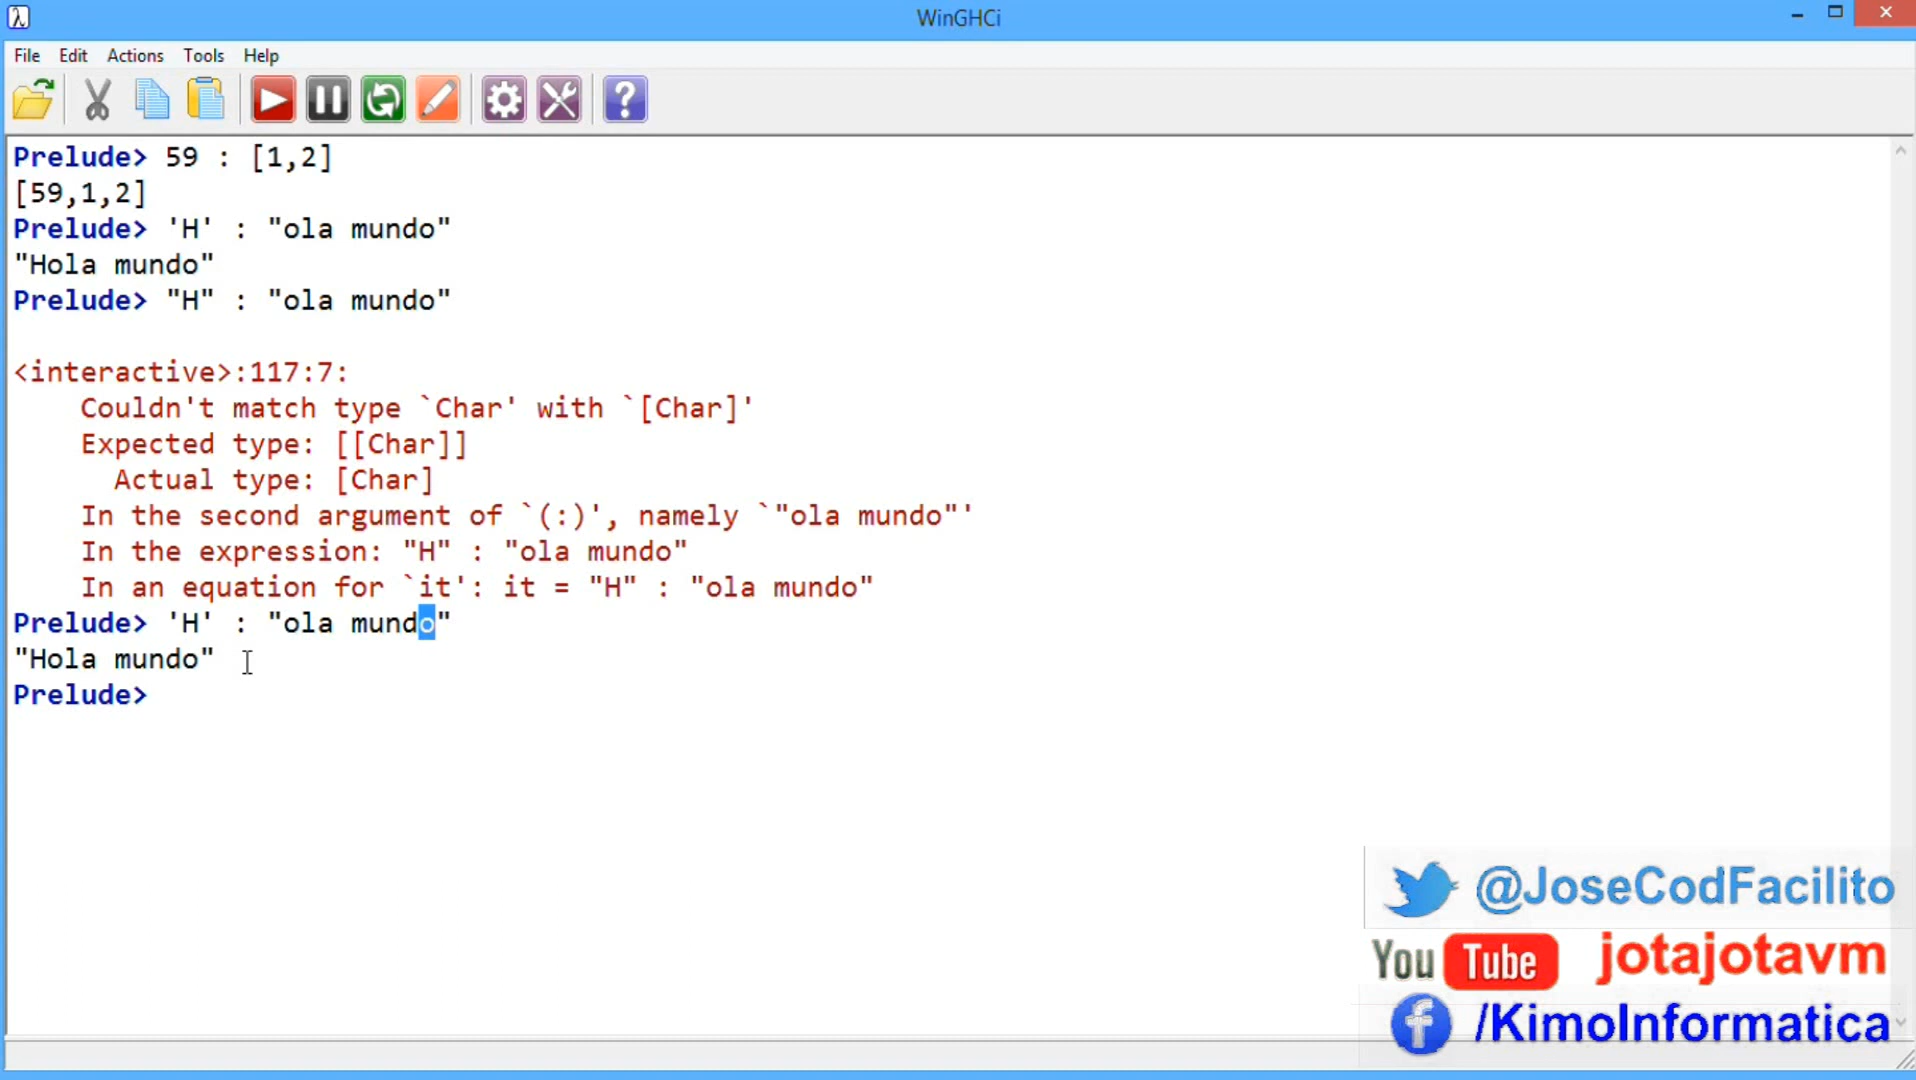 WinGHCi
File Edit Actions Tools Help
Prelude> 59 : [1,2]
[59,1,2]
Prelude> 'H' : "ola mundo"
"Hola mundo"
Prelude> "H" : "ola mundo"
<interactive>:117:7:
Couldn't match type `Char' with `[Char]'
Expected type: [[Char]]
Actual type: [Char]
In the second argument of `(:)', namely `"ola mundo"'
In the expression: "H" : "ola mundo"
In an equation for `it': it = "H" : "ola mundo"
Prelude> 'H' : "ola mundo"
"Hola mundo"
Prelude>
@JoseCodFacilito
YouTube jotajotavm
/KimoInformatica